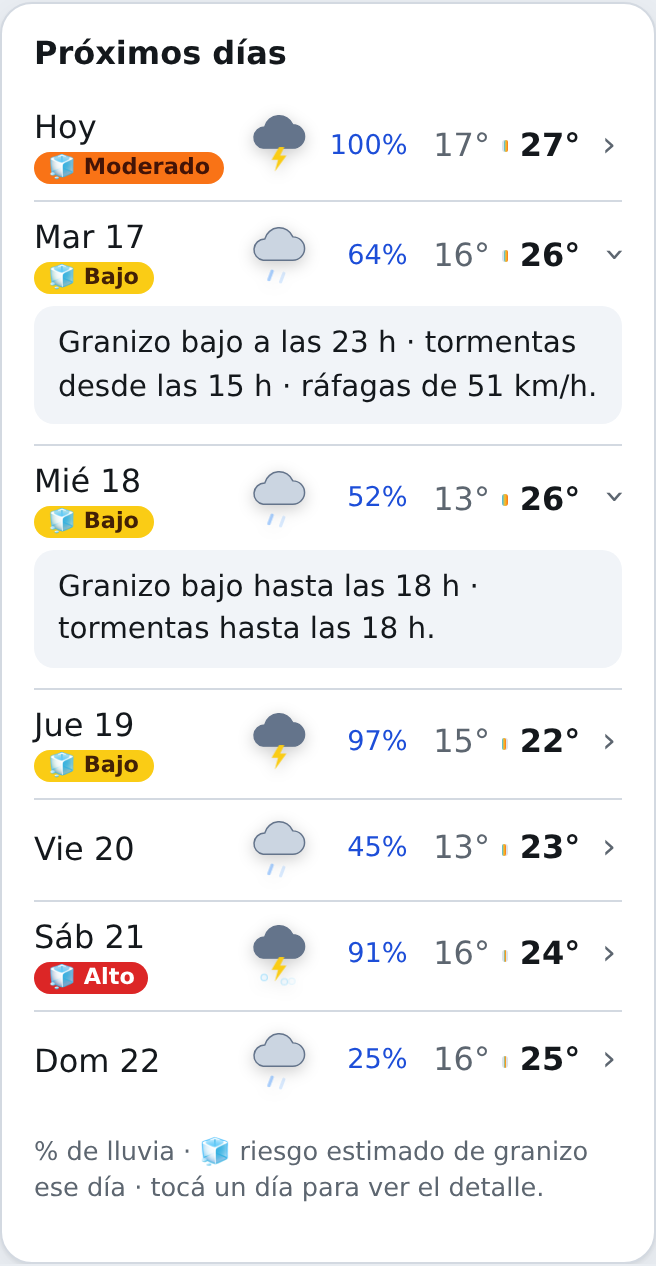 Próximos días
Hoy 100% 17° 27° ›
Moderado
Mar 17 64% 16° 26°
Bajo
Granizo bajo a las 23 h · tormentas
desde las 15 h · ráfagas de 51 km/h.
Mié 18 52% 13° 26°
Bajo
Granizo bajo hasta las 18 h ·
tormentas hasta las 18 h.
Jue 19 97% 15° 22° ›
Bajo
Vie 20 45% 13° 23° ›
Sáb 21 91% 16° 24° ›
Alto
Dom 22 25% 16° 25° ›
% de lluvia · 🧊 riesgo estimado de granizo
ese día · tocá un día para ver el detalle.